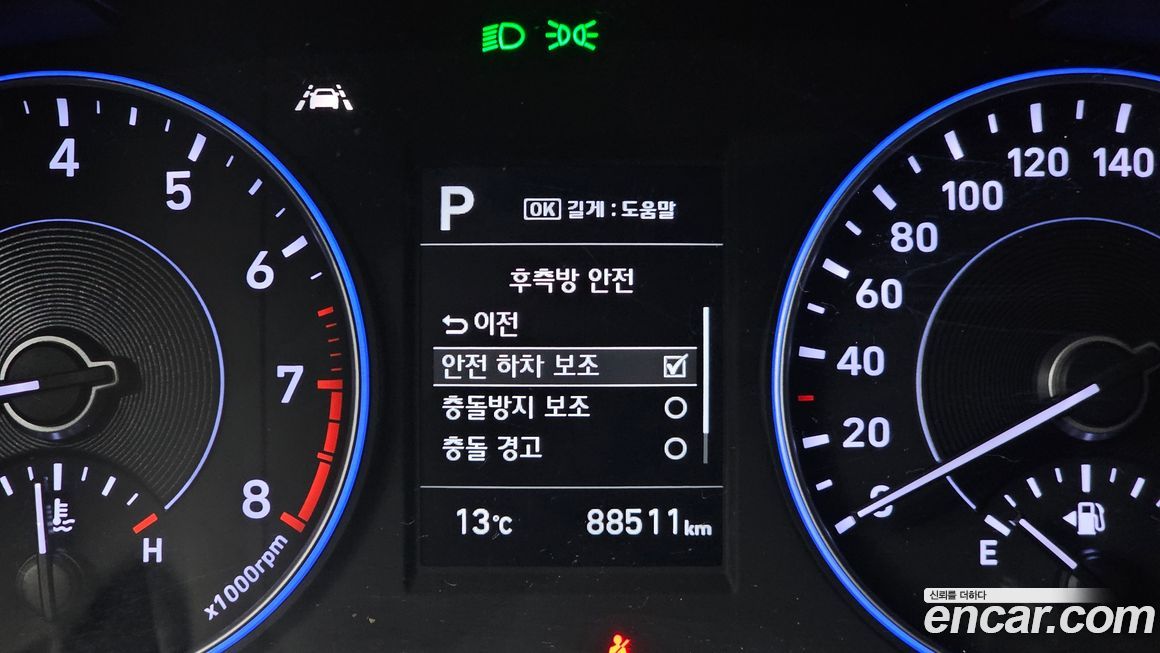 P OK 길게 : 도움말
후측방 안전
이전
안전 하차 보조
충돌방지 보조
충돌 경고
13℃ 88511km
4
5
6
7
8
x1000rpm
H
0
20
40
60
80
100
120
140
E
신뢰를 더하다
encar.com